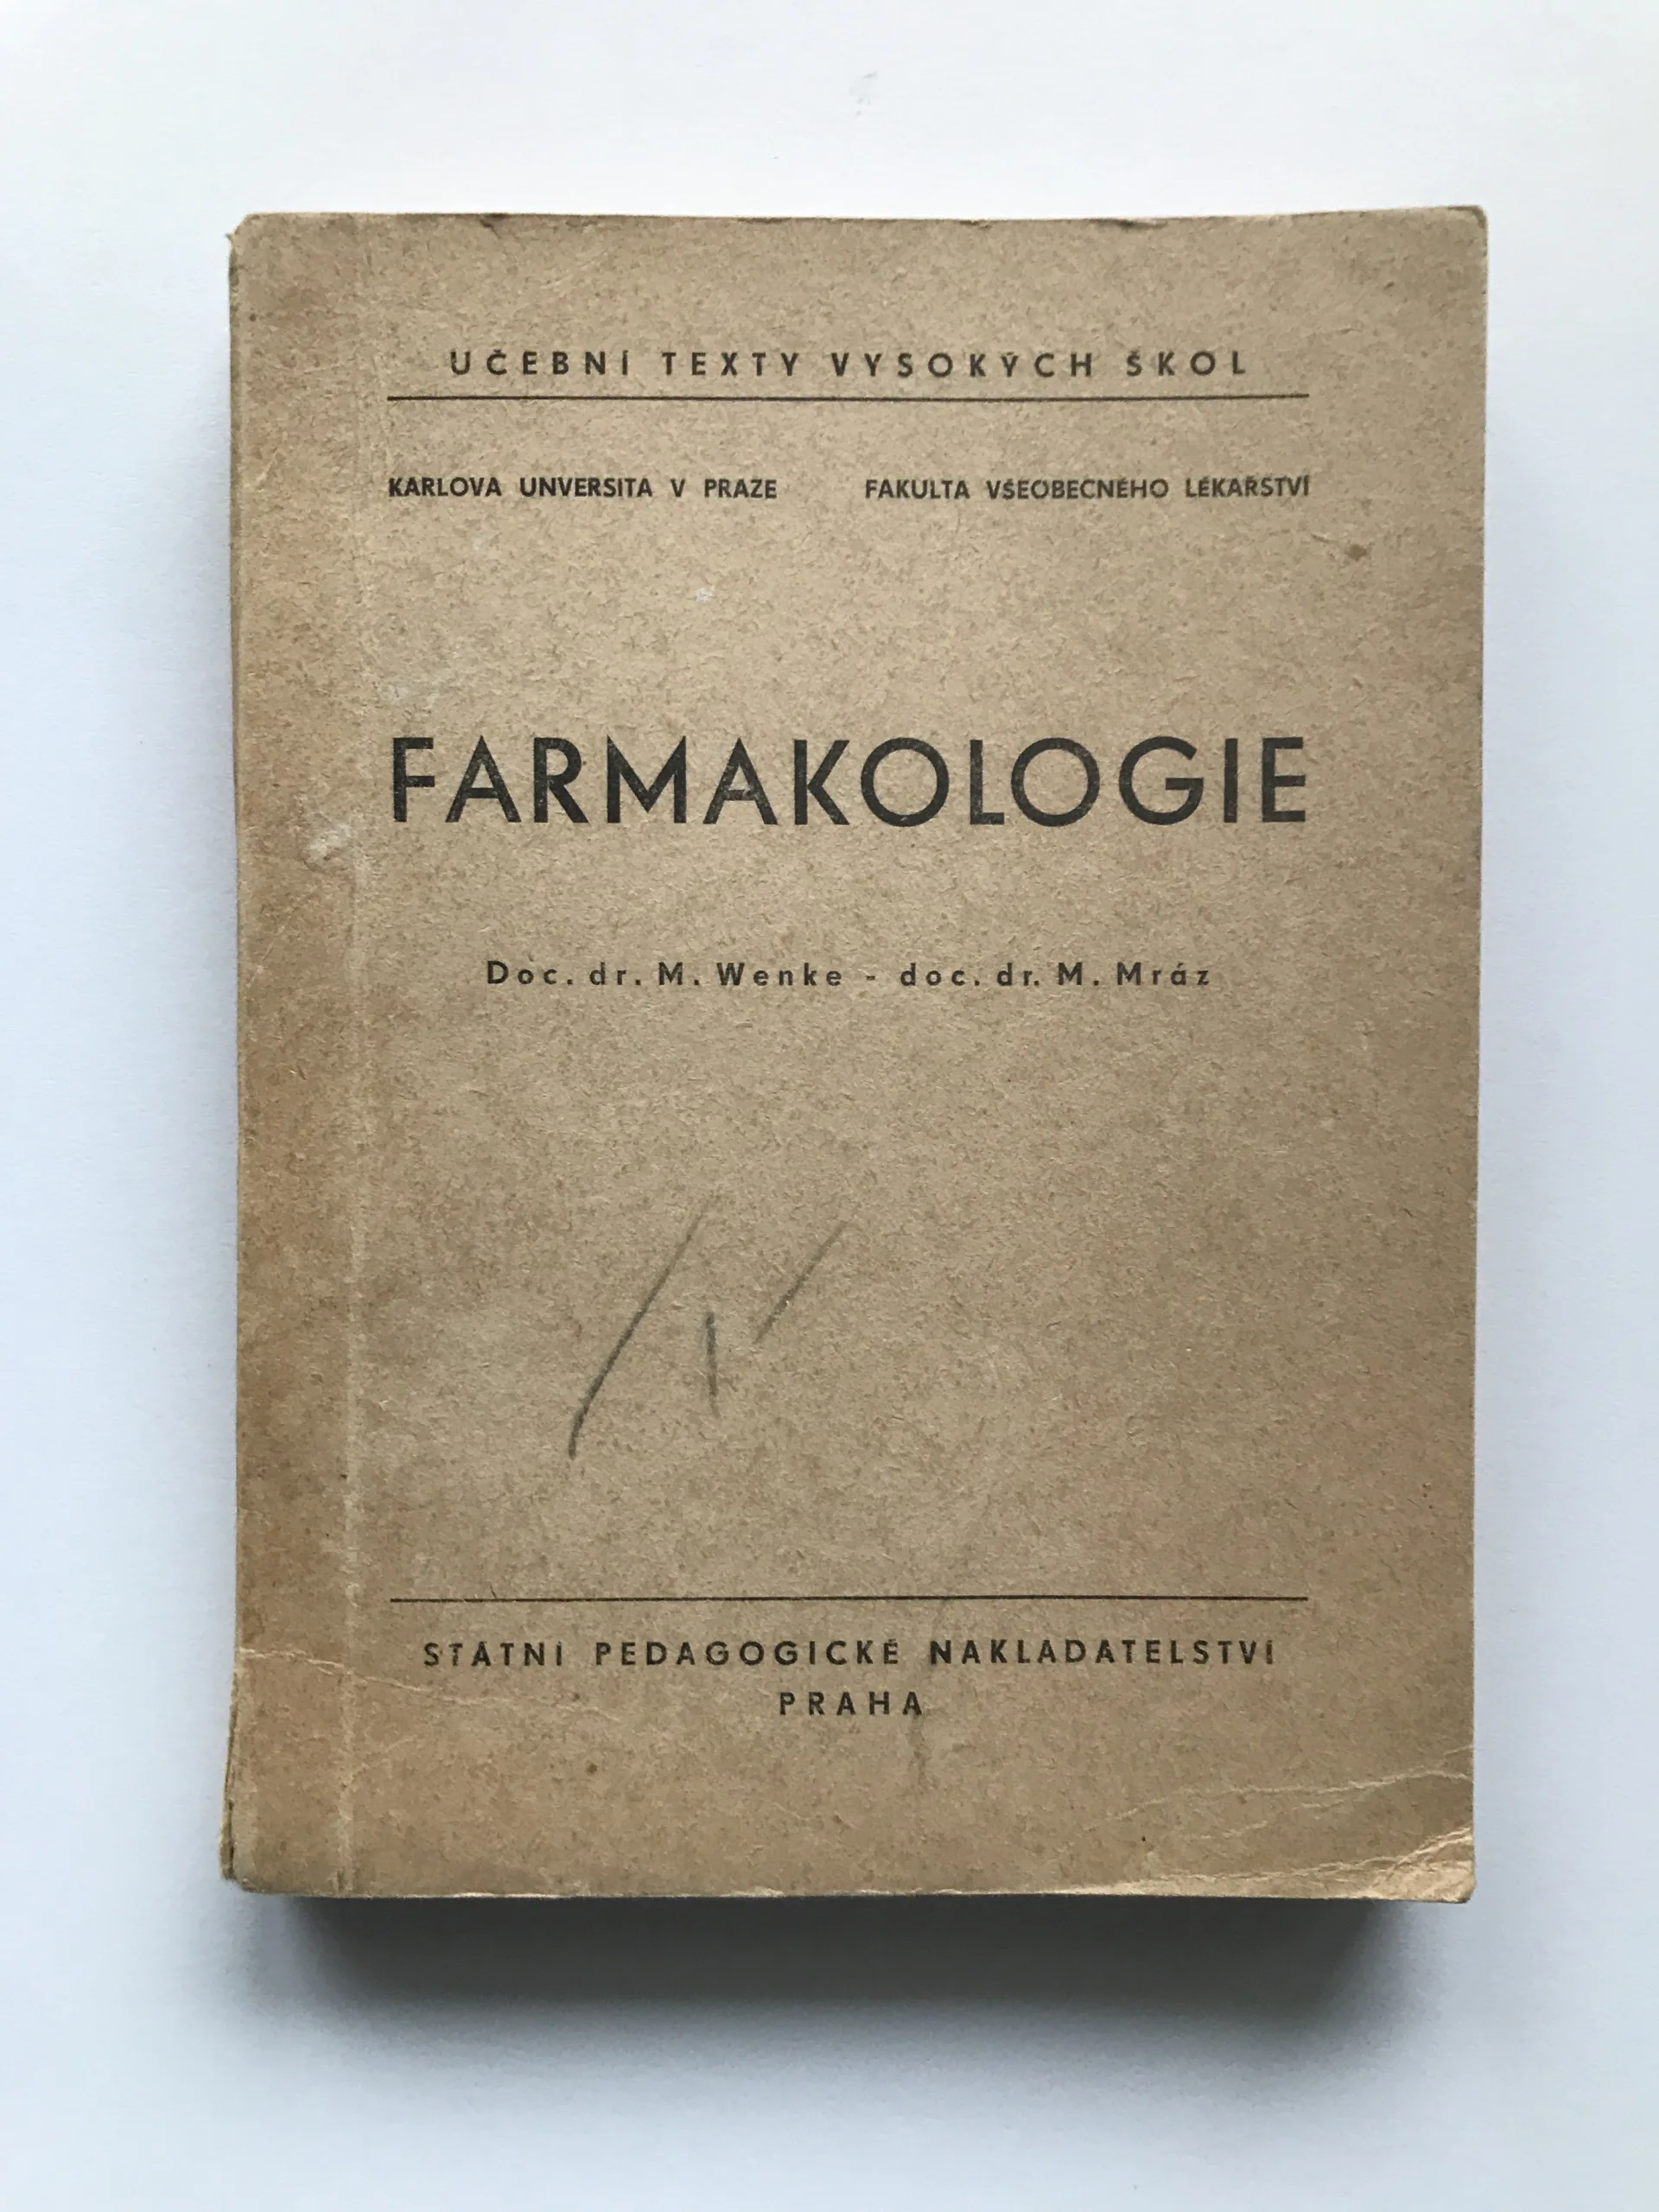 UČEBNÍ TEXTY VYSOKÝCH ŠKOL
KARLOVA UNVERSITA V PRAZE FAKULTA VŠEOBECNÉHO LÉKAŘSTVÍ
FARMAKOLOGIE
Doc. dr. M. Wenke - doc. dr. M. Mráz
STÁTNÍ PEDAGOGICKÉ NAKLADATELSTVÍ
PRAHA